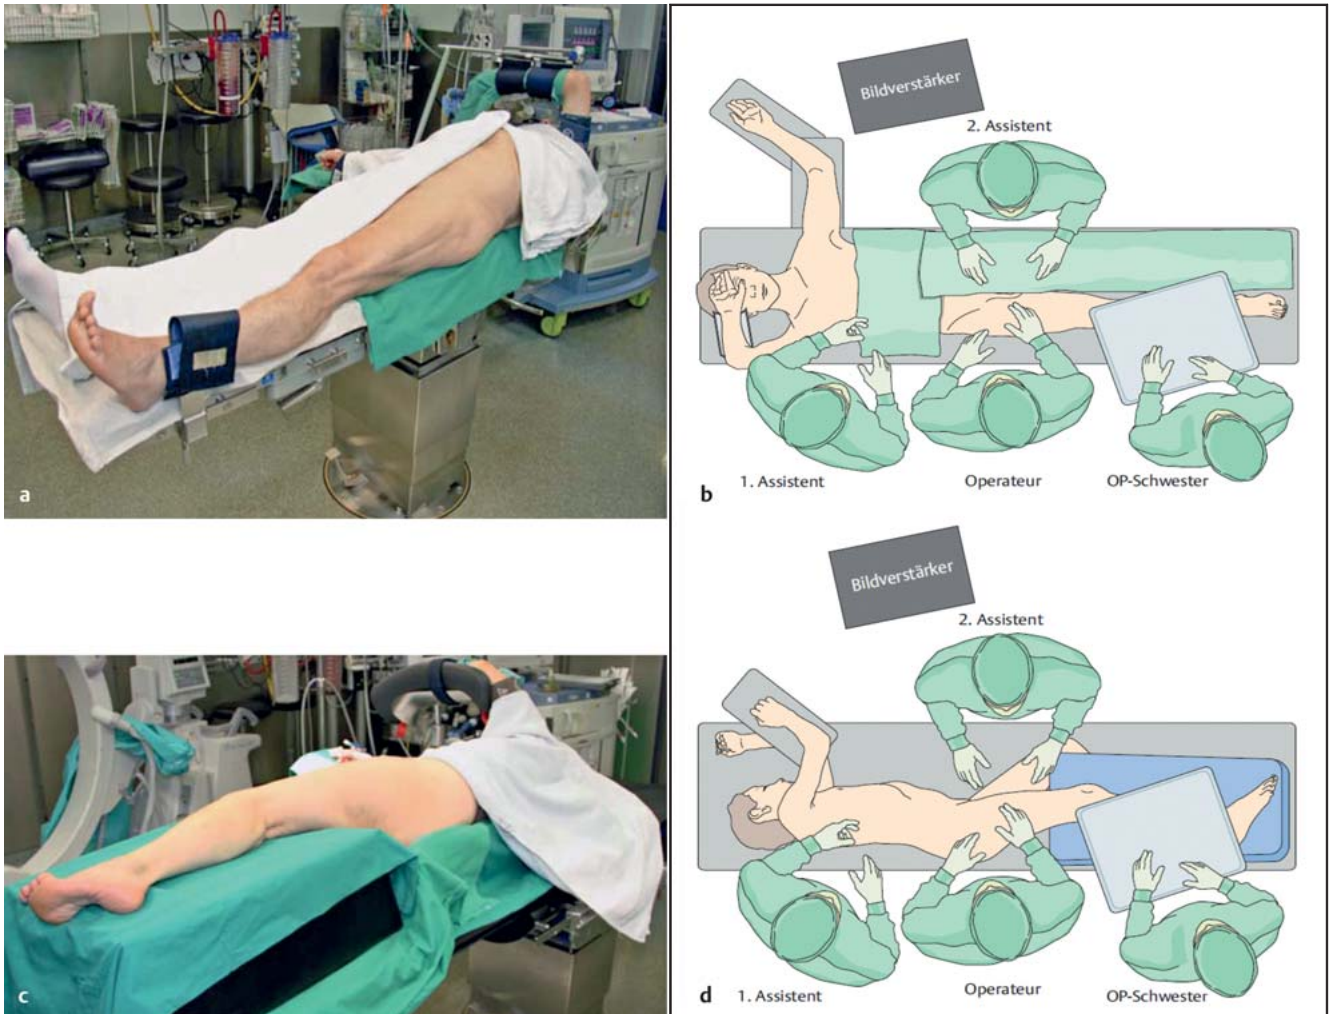 a
Bildverstärker
2. Assistent
1. Assistent
Operateur
OP-Schwester
b
c
Bildverstärker
2. Assistent
1. Assistent
Operateur
OP-Schwester
d